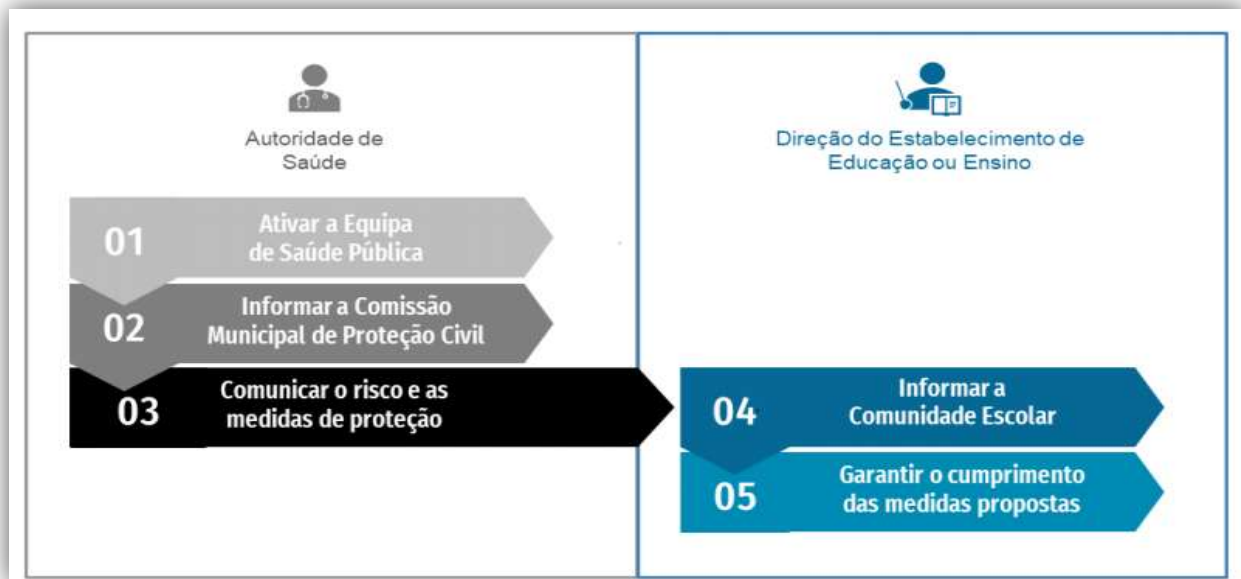 Autoridade de
Saúde
01
Ativar a Equipa
de Saúde Pública
02
Informar a Comissão
Municipal de Proteção Civil
03
Comunicar o risco e as
medidas de proteção
Direção do Estabelecimento de
Educação ou Ensino
04
Informar a
Comunidade Escolar
05
Garantir o cumprimento
das medidas propostas